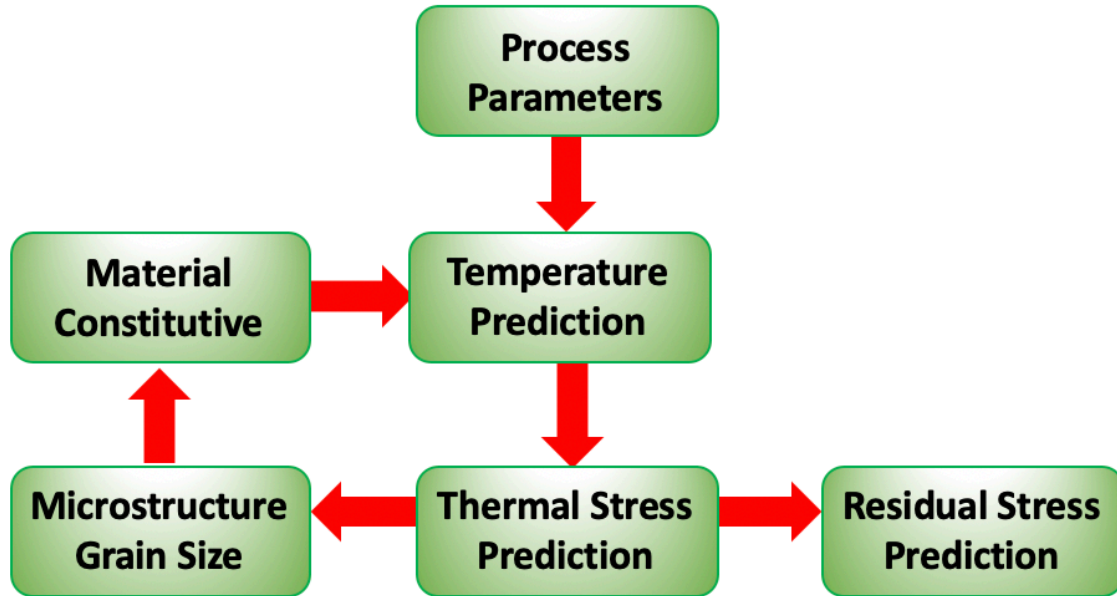 Process
Parameters
Material
Constitutive
Temperature
Prediction
Microstructure
Grain Size
Thermal Stress
Prediction
Residual Stress
Prediction